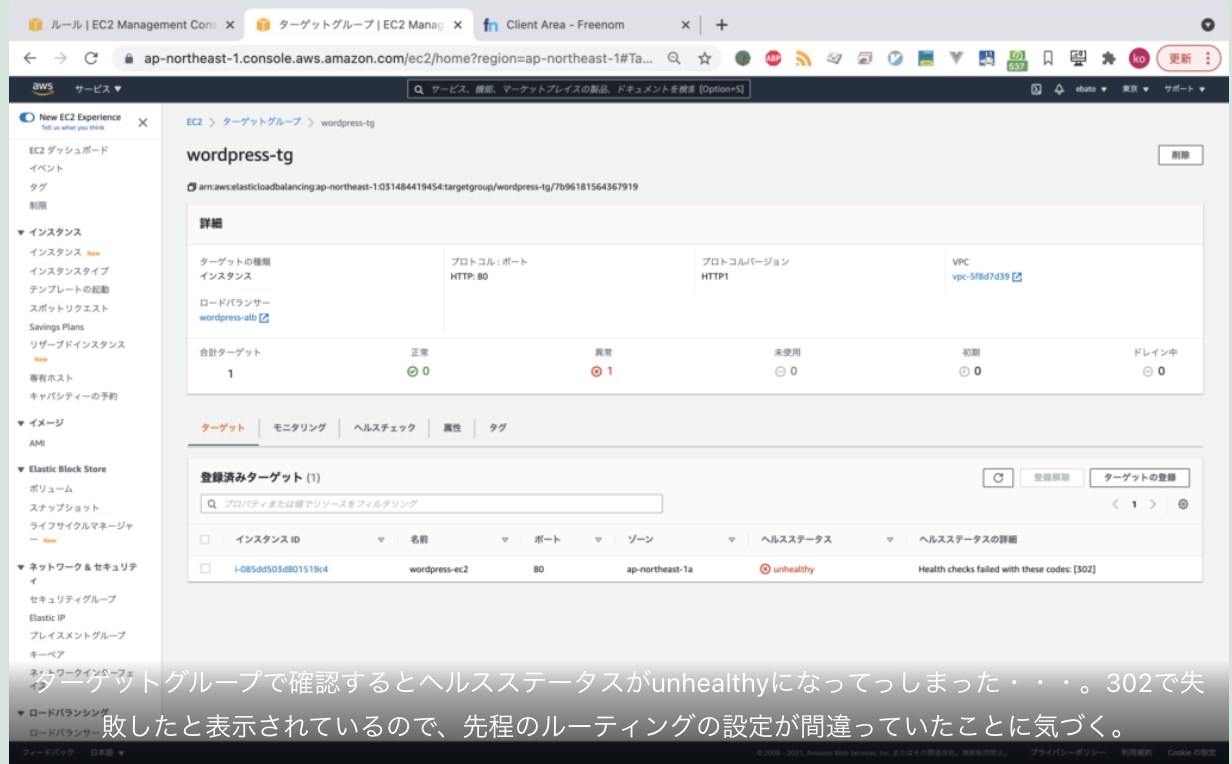 ルール | EC2 Management Cons
ターゲットグループ | EC2 Manag
Client Area - Freenom
ap-northeast-1.console.aws.amazon.com/ec2/home?region=ap-northeast-1#Ta...
ABP
537
ko
更新
aws
サービス
サービス、機能、マーケットプレイスの製品、ドキュメントを検索 [Option+S]
ebato
東京
サポート
New EC2 Experience
Tell us what you think
EC2 ダッシュボード
イベント
タグ
制限
インスタンス
インスタンス New
インスタンスタイプ
テンプレートの起動
スポットリクエスト
Savings Plans
リザーブドインスタンス
New
専有ホスト
キャパシティーの予約
イメージ
AMI
Elastic Block Store
ボリューム
スナップショット
ライフサイクルマネージャ
ー New
ネットワーク & セキュリテ
ィ
セキュリティグループ
Elastic IP
プレイスメントグループ
キーペア
ネットワークインターフェ
イス
ロードバランシング
ロードバランサー
EC2 > ターゲットグループ > wordpress-tg
wordpress-tg
削除
arn:aws:elasticloadbalancing:ap-northeast-1:031484419454:targetgroup/wordpress-tg/7b96181564367919
詳細
ターゲットの種類
インスタンス
プロトコル : ポート
HTTP: 80
プロトコルバージョン
HTTP1
VPC
vpc-5f8d7d39
ロードバランサー
wordpress-alb
合計ターゲット
1
正常
0
異常
1
未使用
0
初期
0
ドレイン中
0
ターゲット
モニタリング
ヘルスチェック
属性
タグ
登録済みターゲット (1)
登録解除
ターゲットの登録
プロパティまたは値でリソースをフィルタリング
1
インスタンス ID
名前
ポート
ゾーン
ヘルスステータス
ヘルスステータスの詳細
i-085dd503d801519c4
wordpress-ec2
80
ap-northeast-1a
unhealthy
Health checks failed with these codes: [302]
ターゲットグループで確認するとヘルスステータスがunhealthyになってっしまった・・・。302で失
敗したと表示されているので、先程のルーティングの設定が間違っていたことに気づく。
フィードバック
日本語
© 2008 - 2021, Amazon Web Services, Inc. またはその関連会社。無断転用禁止。
プライバシーポリシー
利用規約
Cookie の設定